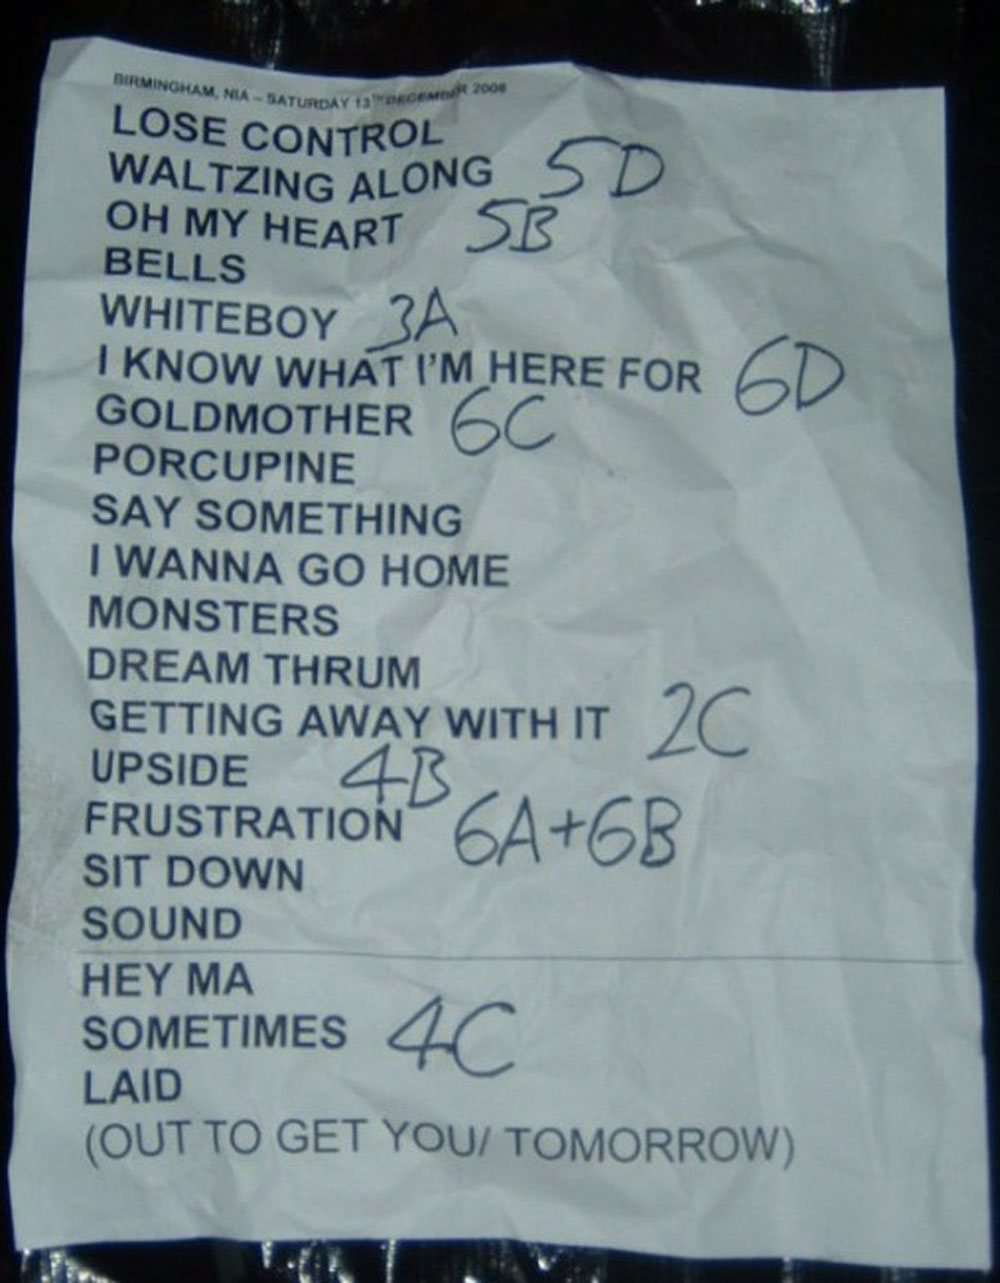 BIRMINGHAM, NIA – SATURDAY 13TH DECEMBER 2008
LOSE CONTROL
WALTZING ALONG 5D
OH MY HEART 5B
BELLS
WHITEBOY 3A
I KNOW WHAT I'M HERE FOR 6D
GOLDMOTHER 6C
PORCUPINE
SAY SOMETHING
I WANNA GO HOME
MONSTERS
DREAM THRUM
GETTING AWAY WITH IT 2C
UPSIDE 4B
FRUSTRATION 6A+6B
SIT DOWN
SOUND
HEY MA
SOMETIMES 4C
LAID
(OUT TO GET YOU/ TOMORROW)